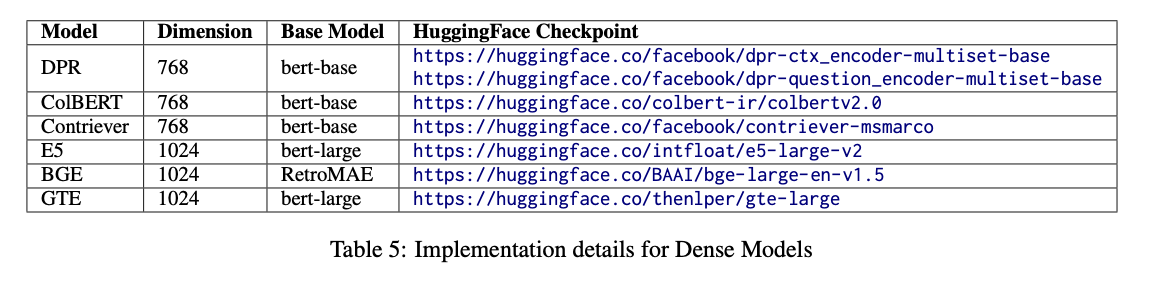 Model Dimension Base Model HuggingFace Checkpoint
DPR 768 bert-base https://huggingface.co/facebook/dpr-ctx_encoder-multiset-base
https://huggingface.co/facebook/dpr-question_encoder-multiset-base
ColBERT 768 bert-base https://huggingface.co/colbert-ir/colbertv2.0
Contriever 768 bert-base https://huggingface.co/facebook/contriever-msmarco
E5 1024 bert-large https://huggingface.co/intfloat/e5-large-v2
BGE 1024 RetroMAE https://huggingface.co/BAAI/bge-large-en-v1.5
GTE 1024 bert-large https://huggingface.co/thenlper/gte-large
Table 5: Implementation details for Dense Models